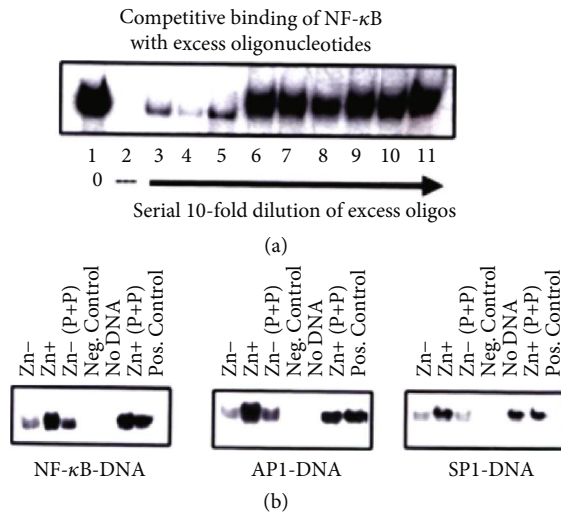 Competitive binding of NF-κB
with excess oligonucleotides
1 2 3 4 5 6 7 8 9 10 11
0 ---
Serial 10-fold dilution of excess oligos
(a)
Zn− Zn+ Zn− (P+P) Neg. Control No DNA Zn+ (P+P) Pos. Control
Zn− Zn+ Zn− (P+P) Neg. Control No DNA Zn+ (P+P) Pos. Control
Zn− Zn+ Zn− (P+P) Neg. Control No DNA Zn+ (P+P) Pos. Control
NF-κB-DNA AP1-DNA SP1-DNA
(b)